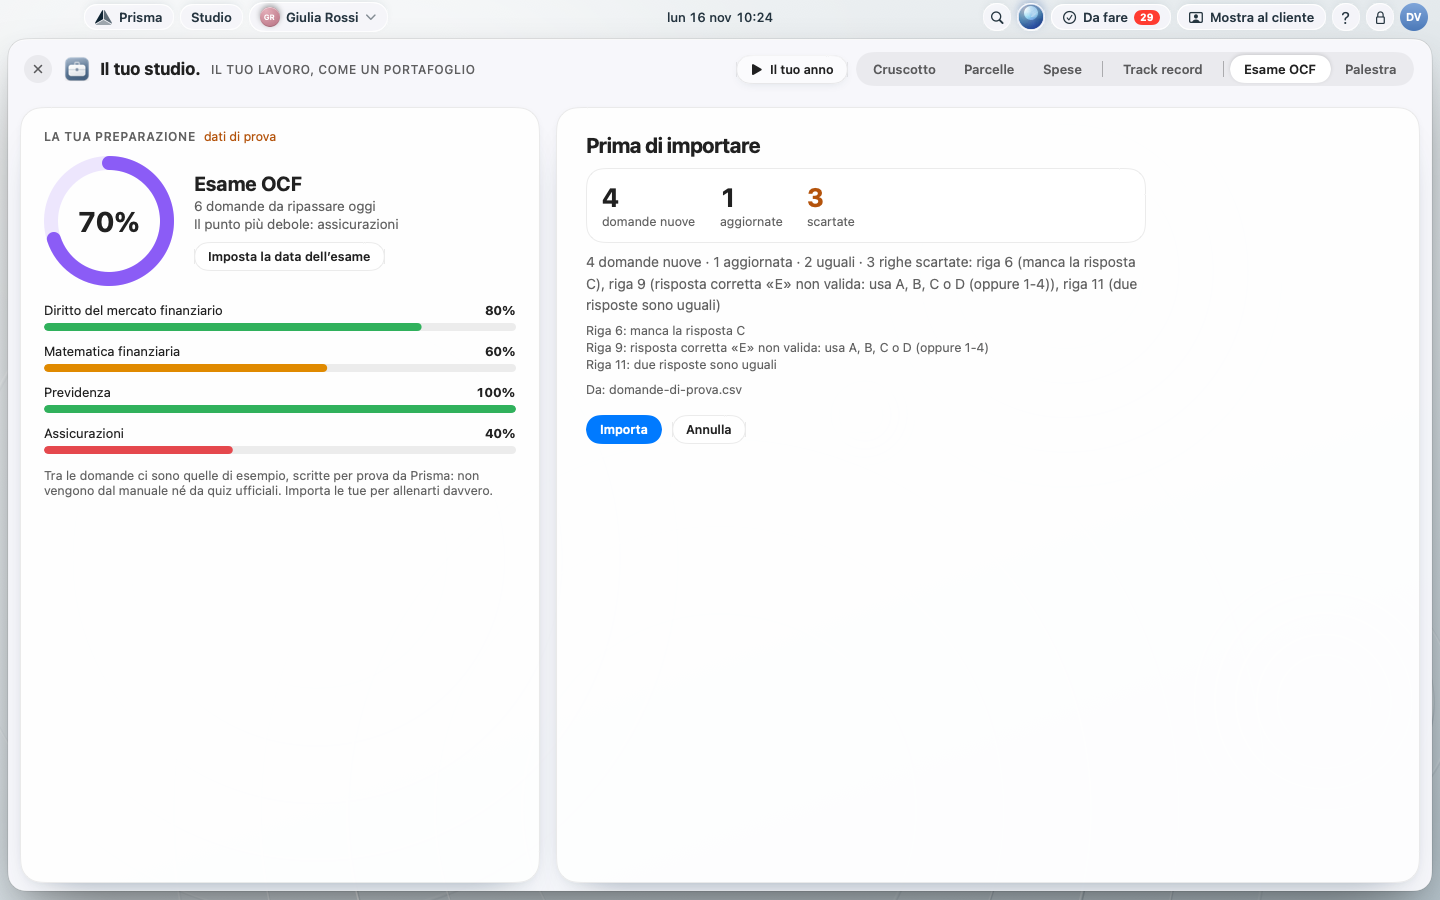 Prisma
Studio
GR
Giulia Rossi
lun 16 nov 10:24
Da fare 29
Mostra al cliente
?
DV
Il tuo studio.
IL TUO LAVORO, COME UN PORTAFOGLIO
Il tuo anno
Cruscotto
Parcelle
Spese
Track record
Esame OCF
Palestra
LA TUA PREPARAZIONE dati di prova
70%
Esame OCF
6 domande da ripassare oggi
Il punto più debole: assicurazioni
Imposta la data dell'esame
Diritto del mercato finanziario 80%
Matematica finanziaria 60%
Previdenza 100%
Assicurazioni 40%
Tra le domande ci sono quelle di esempio, scritte per prova da Prisma: non
vengono dal manuale né da quiz ufficiali. Importa le tue per allenarti davvero.
Prima di importare
4 1 3
domande nuove aggiornate scartate
4 domande nuove · 1 aggiornata · 2 uguali · 3 righe scartate: riga 6 (manca la risposta
C), riga 9 (risposta corretta «E» non valida: usa A, B, C o D (oppure 1-4)), riga 11 (due
risposte sono uguali)
Riga 6: manca la risposta C
Riga 9: risposta corretta «E» non valida: usa A, B, C o D (oppure 1-4)
Riga 11: due risposte sono uguali
Da: domande-di-prova.csv
Importa
Annulla